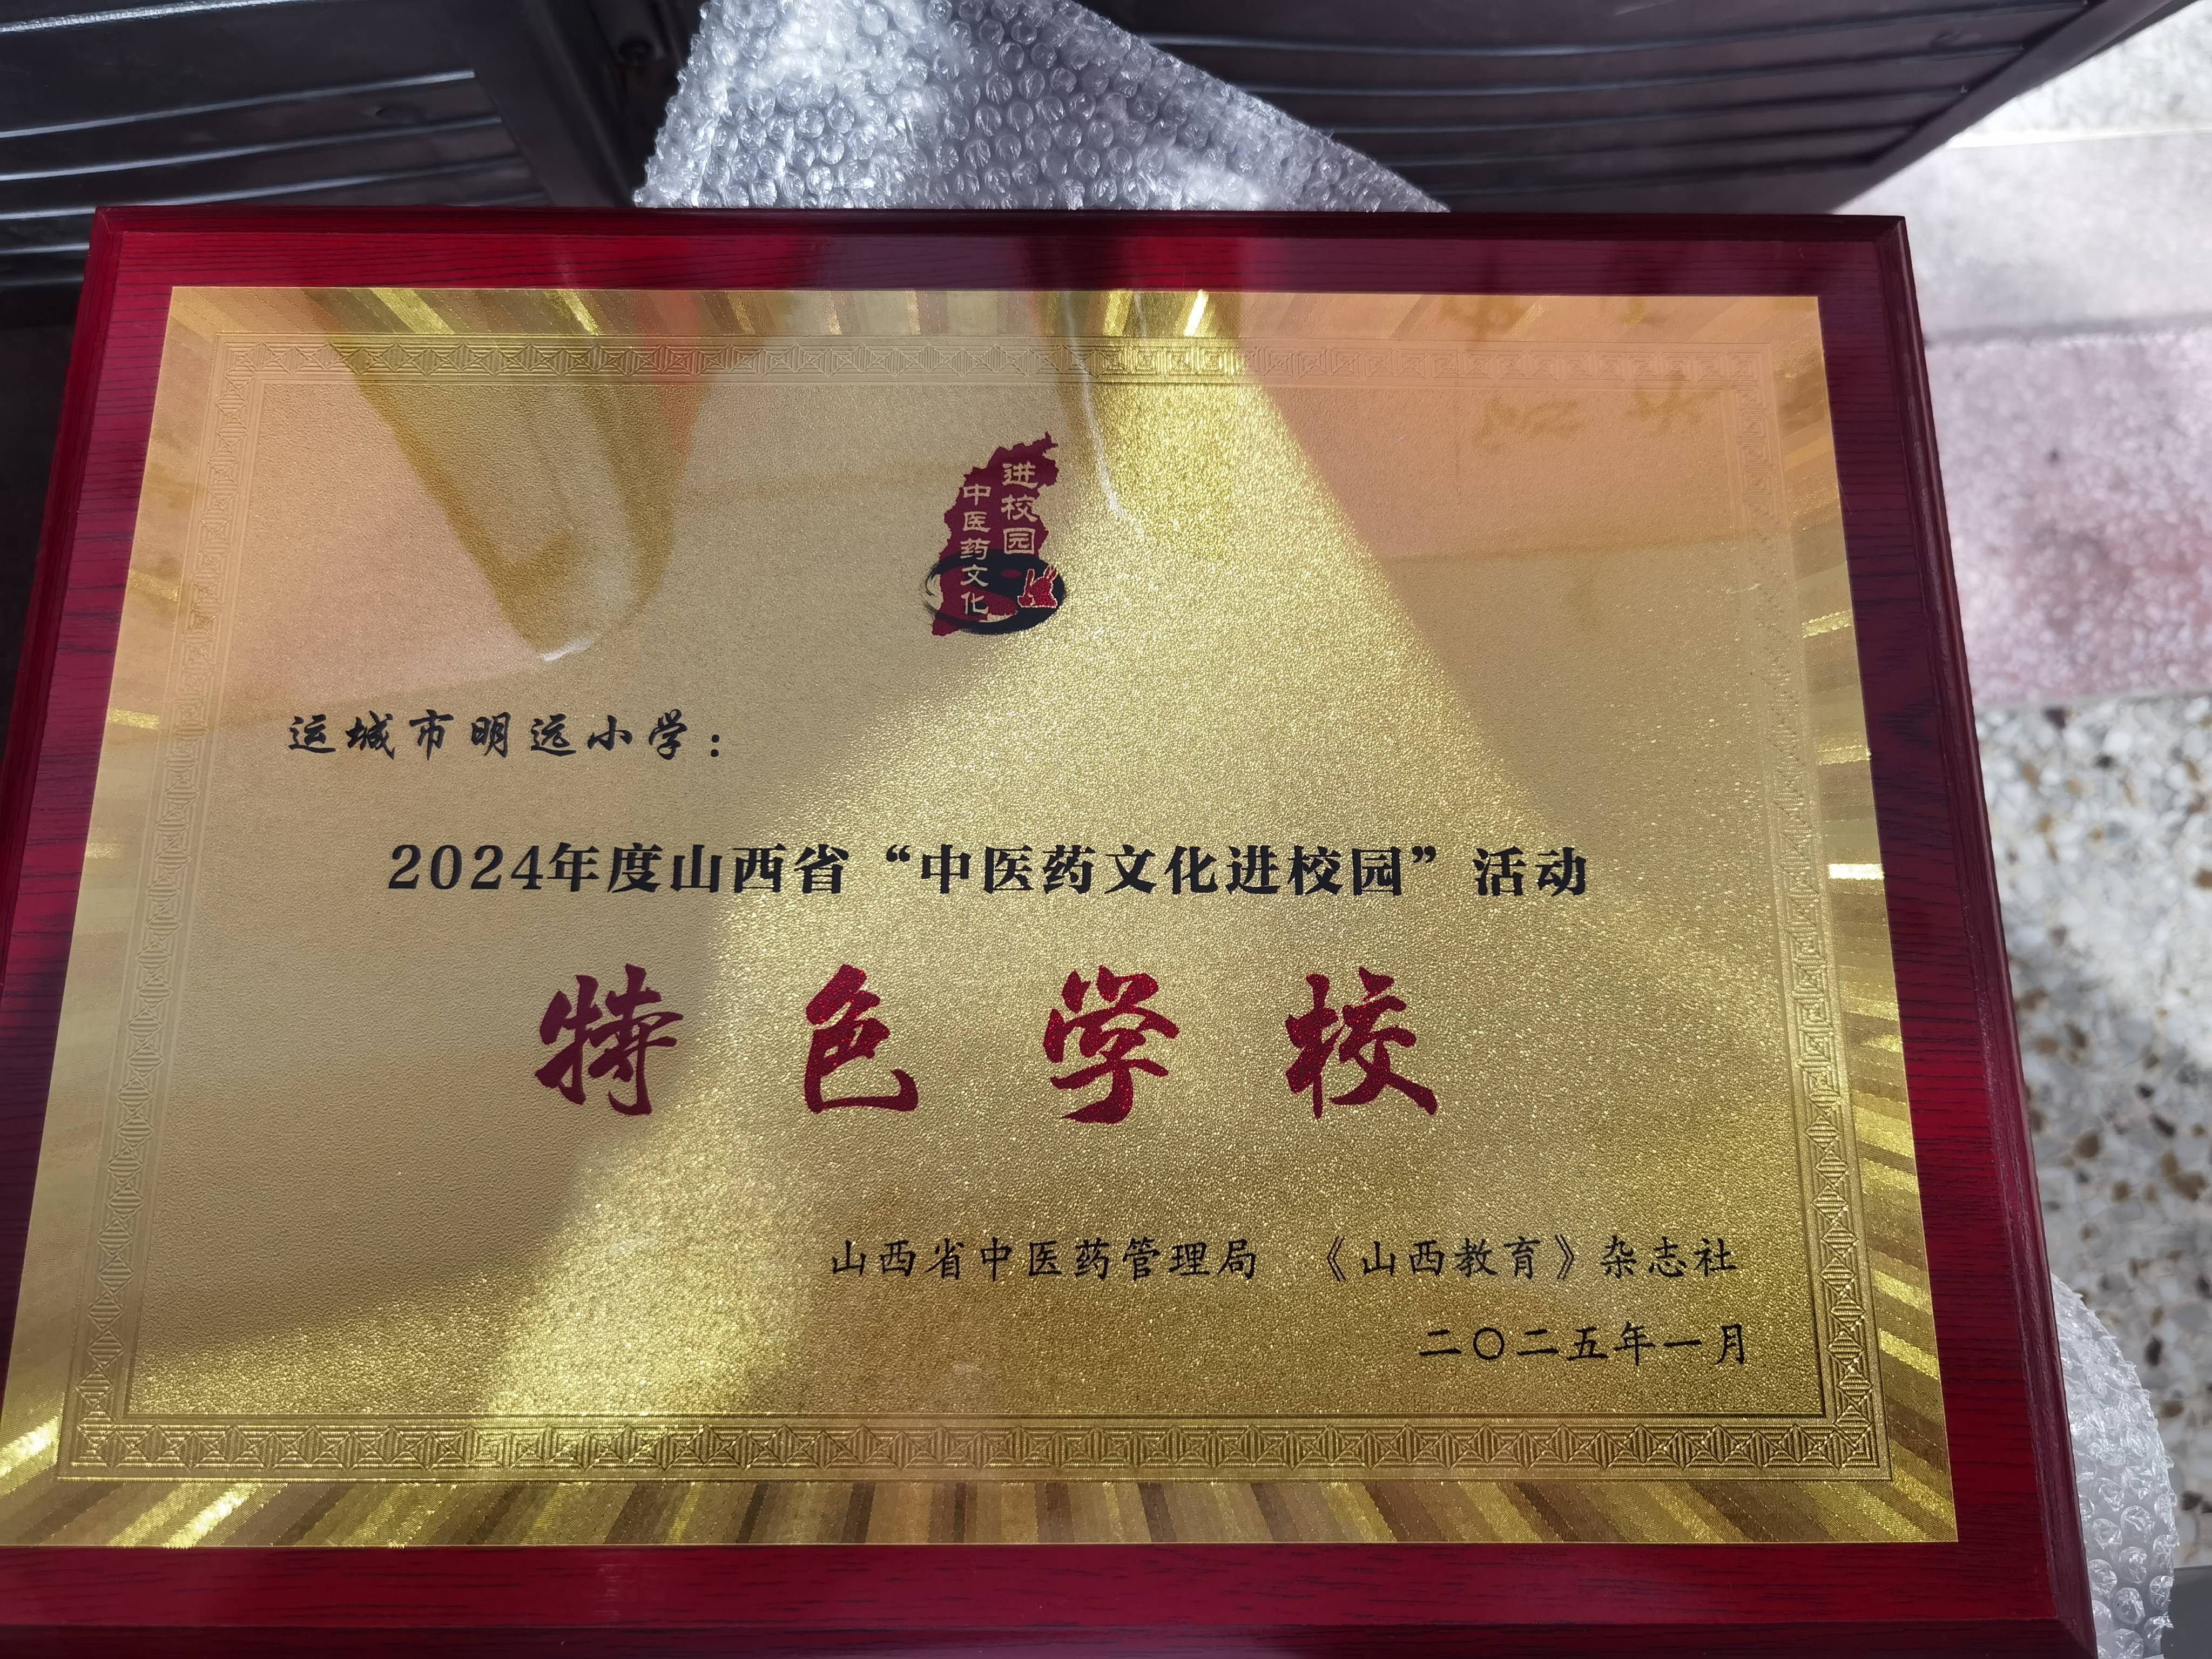 进校园
中医药文化
运城市明远小学：
2024年度山西省“中医药文化进校园”活动
特色学校
山西省中医药管理局 《山西教育》杂志社
二〇二五年一月